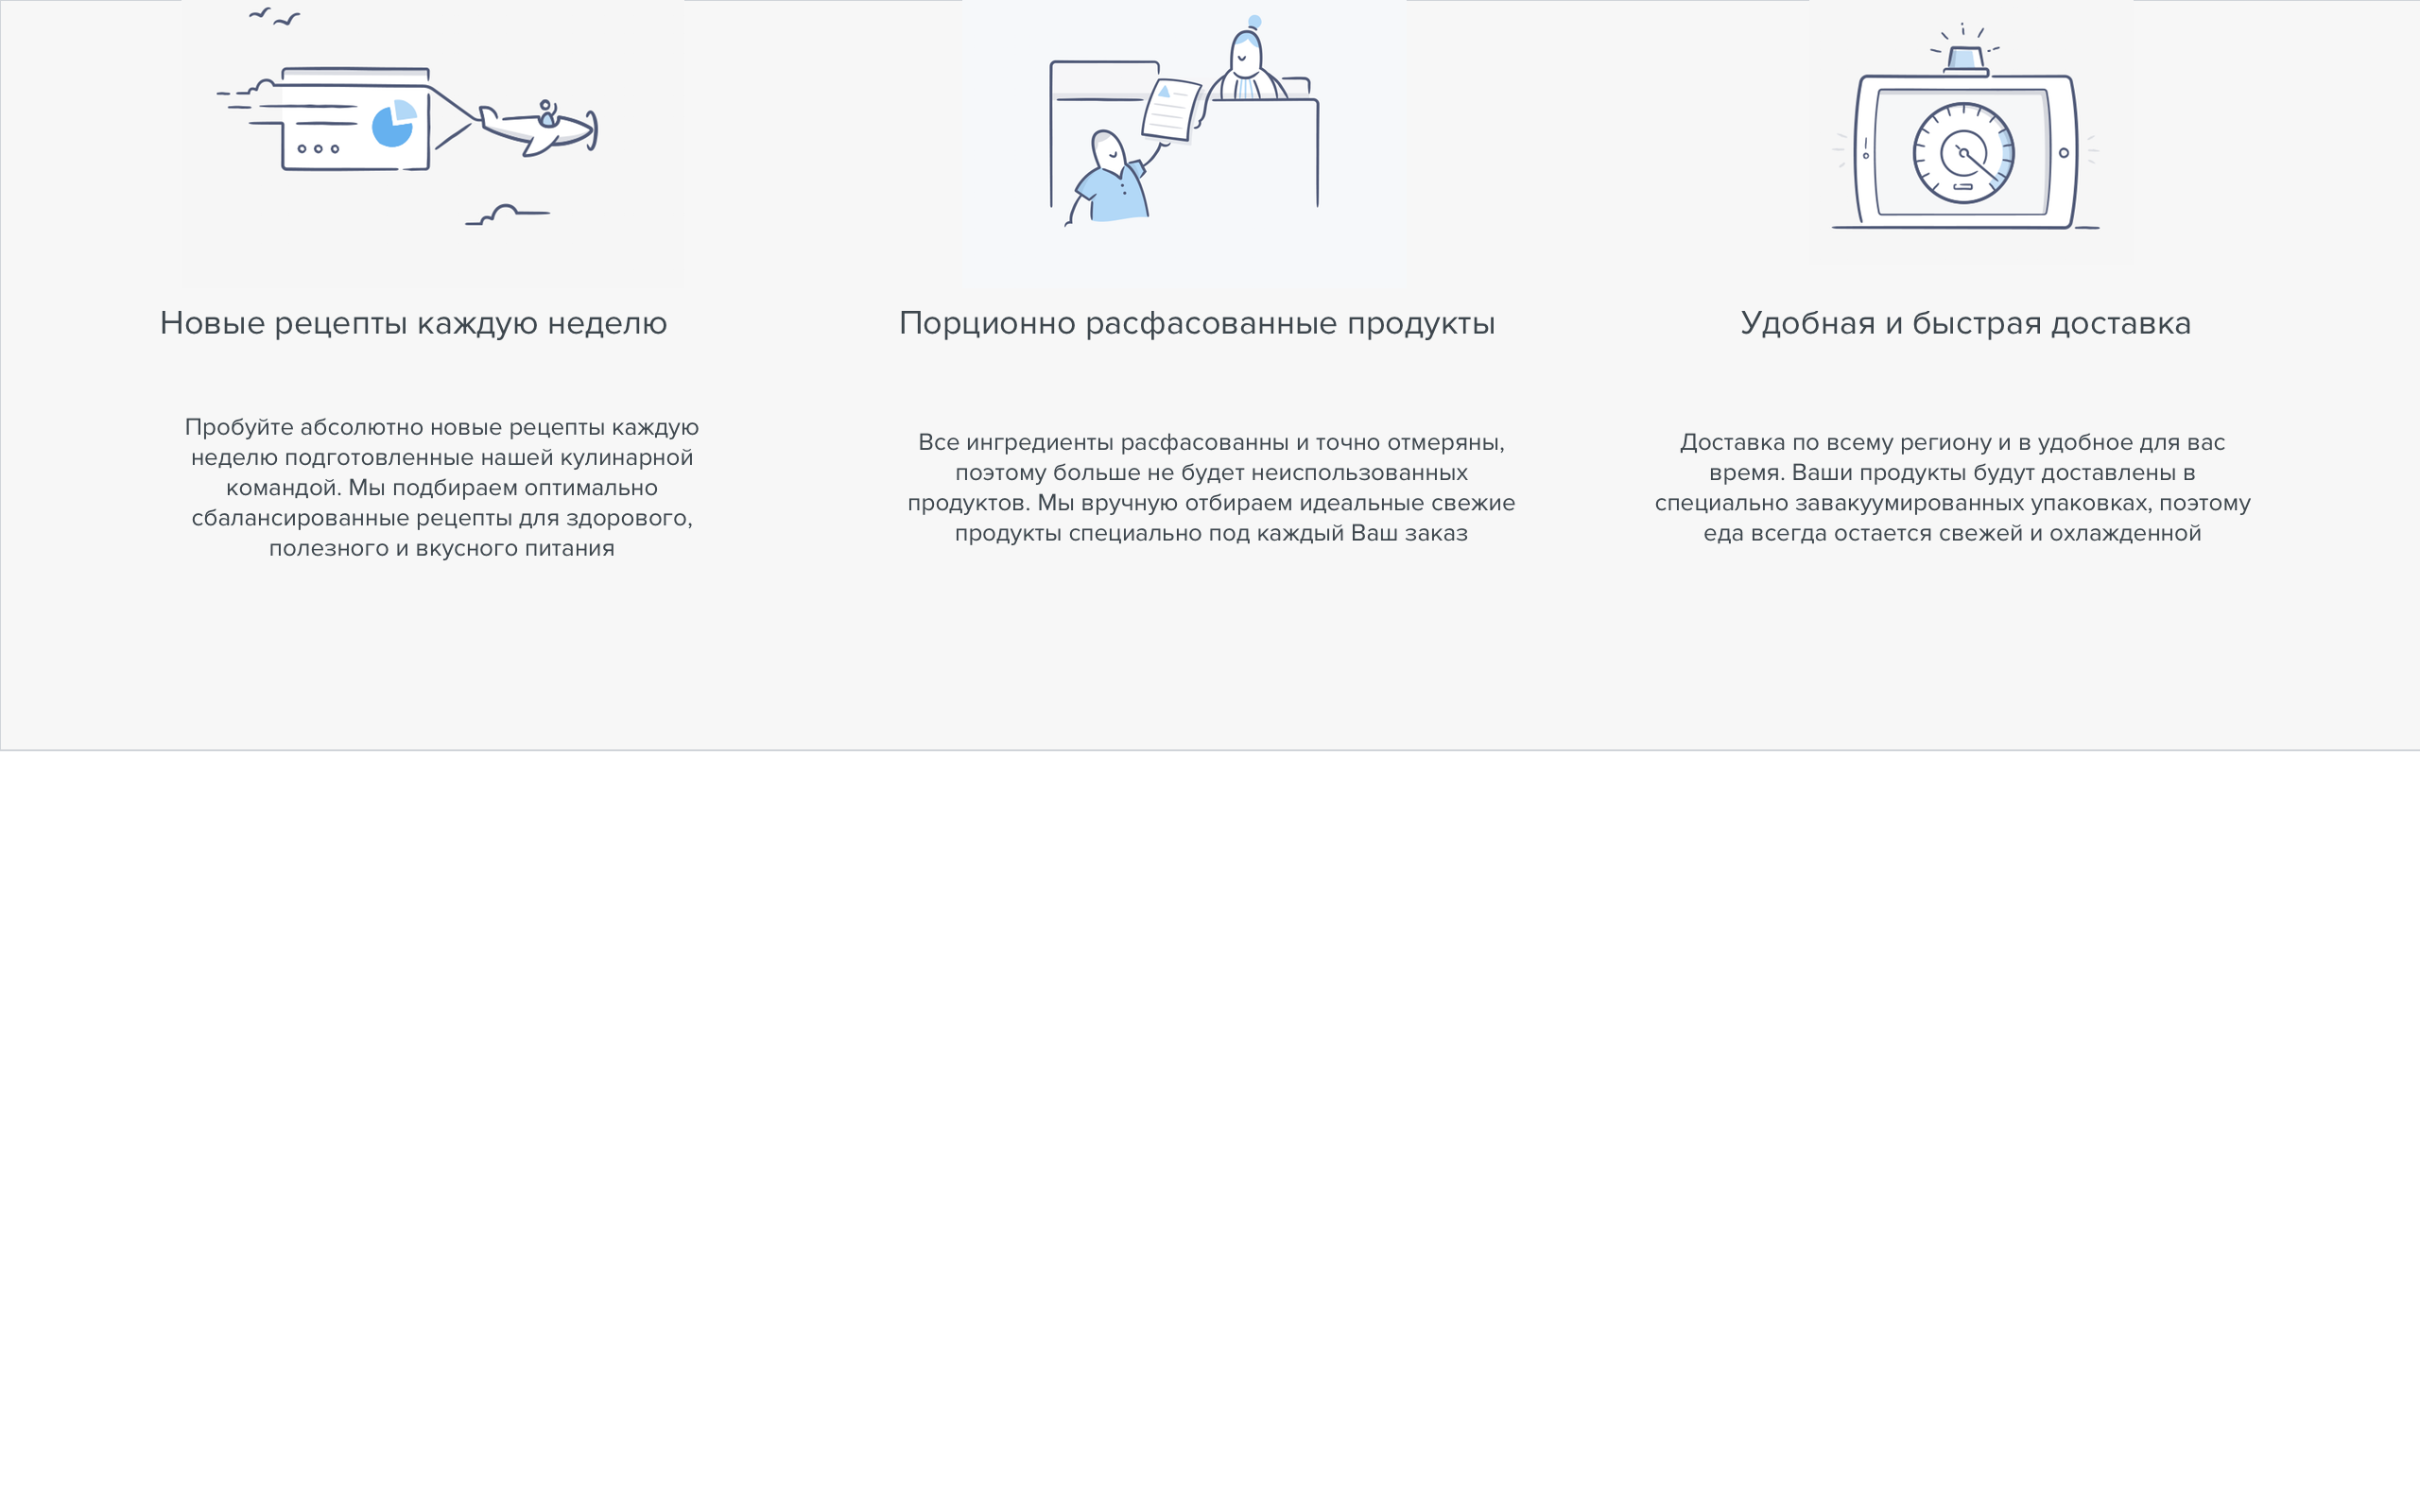 Новые рецепты каждую неделю
Пробуйте абсолютно новые рецепты каждую
неделю подготовленные нашей кулинарной
командой. Мы подбираем оптимально
сбалансированные рецепты для здорового,
полезного и вкусного питания
Порционно расфасованные продукты
Все ингредиенты расфасованны и точно отмеряны,
поэтому больше не будет неиспользованных
продуктов. Мы вручную отбираем идеальные свежие
продукты специально под каждый Ваш заказ
Удобная и быстрая доставка
Доставка по всему региону и в удобное для вас
время. Ваши продукты будут доставлены в
специально завакуумированных упаковках, поэтому
еда всегда остается свежей и охлажденной